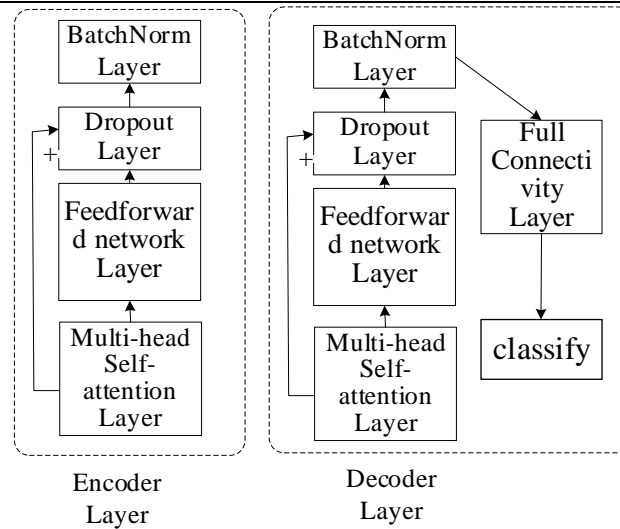 BatchNorm
Layer
Dropout
Layer
+
Feedforwar
d network
Layer
Multi-head
Self-
attention
Layer
Encoder
Layer
BatchNorm
Layer
Dropout
Layer
+
Feedforwar
d network
Layer
Multi-head
Self-
attention
Layer
Full
Connecti
vity
Layer
classify
Decoder
Layer